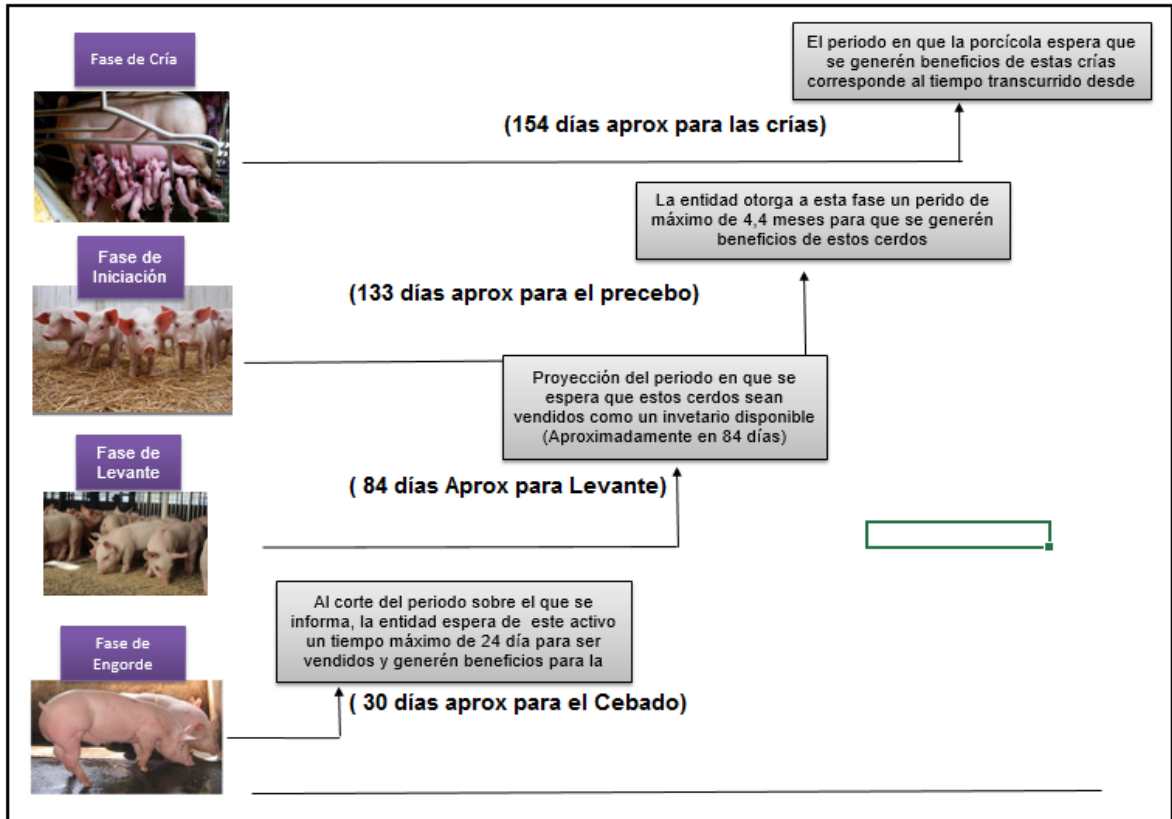 Fase de Cría
El periodo en que la porcícola espera que
se generén beneficios de estas crías
corresponde al tiempo transcurrido desde
(154 días aprox para las crías)
La entidad otorga a esta fase un perido de
máximo de 4,4 meses para que se generén
beneficios de estos cerdos
Fase de
Iniciación
(133 días aprox para el precebo)
Proyección del periodo en que se
espera que estos cerdos sean
vendidos como un invetario disponible
(Aproximadamente en 84 días)
Fase de
Levante
( 84 días Aprox para Levante)
Al corte del periodo sobre el que se
informa, la entidad espera de este activo
un tiempo máximo de 24 día para ser
vendidos y generén beneficios para la
Fase de
Engorde
( 30 días aprox para el Cebado)